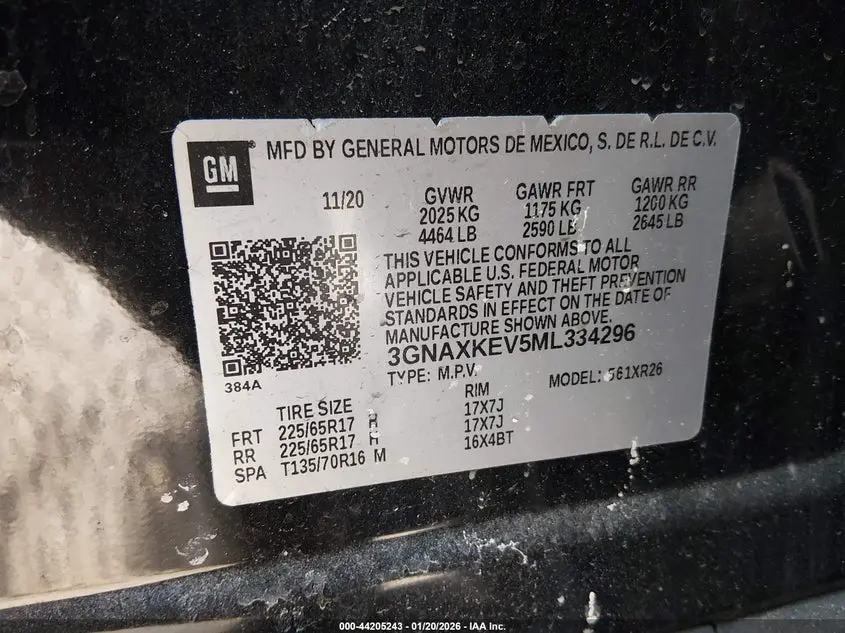 GM
MFD BY GENERAL MOTORS DE MEXICO, S. DE R.L. DE C.V.
11/20 GVWR GAWR FRT GAWR RR
2025 KG 1175 KG 1200 KG
4464 LB 2590 LB 2645 LB
THIS VEHICLE CONFORMS TO ALL
APPLICABLE U.S. FEDERAL MOTOR
VEHICLE SAFETY AND THEFT PREVENTION
STANDARDS IN EFFECT ON THE DATE OF
MANUFACTURE SHOWN ABOVE.
3GNAXKEV5ML334296
384A
TYPE: M.P.V. MODEL: 561XR26
TIRE SIZE RIM
FRT 225/65R17 H 17X7J
RR 225/65R17 H 17X7J
SPA T135/70R16 M 16X4BT
000-44205243 - 01/20/2026 - IAA Inc.